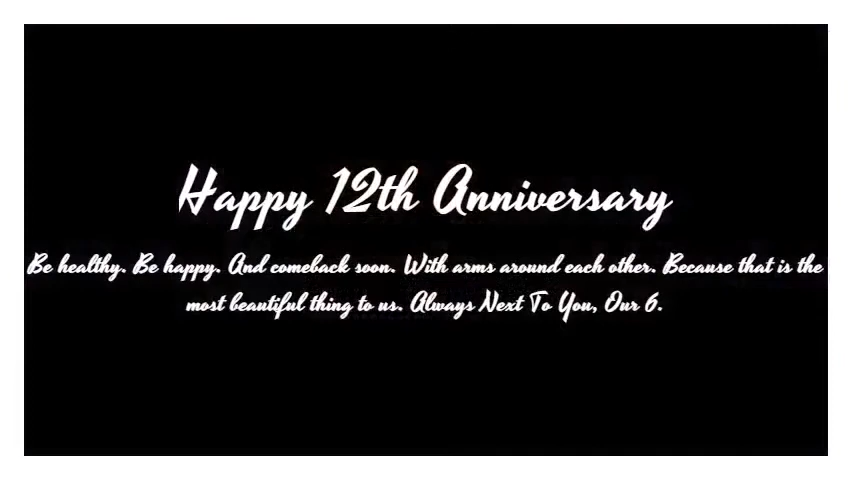 Happy 12th Anniversary
Be healthy. Be happy. And comeback soon. With arms around each other. Because that is the
most beautiful thing to us. Always Next To You, Our 6.